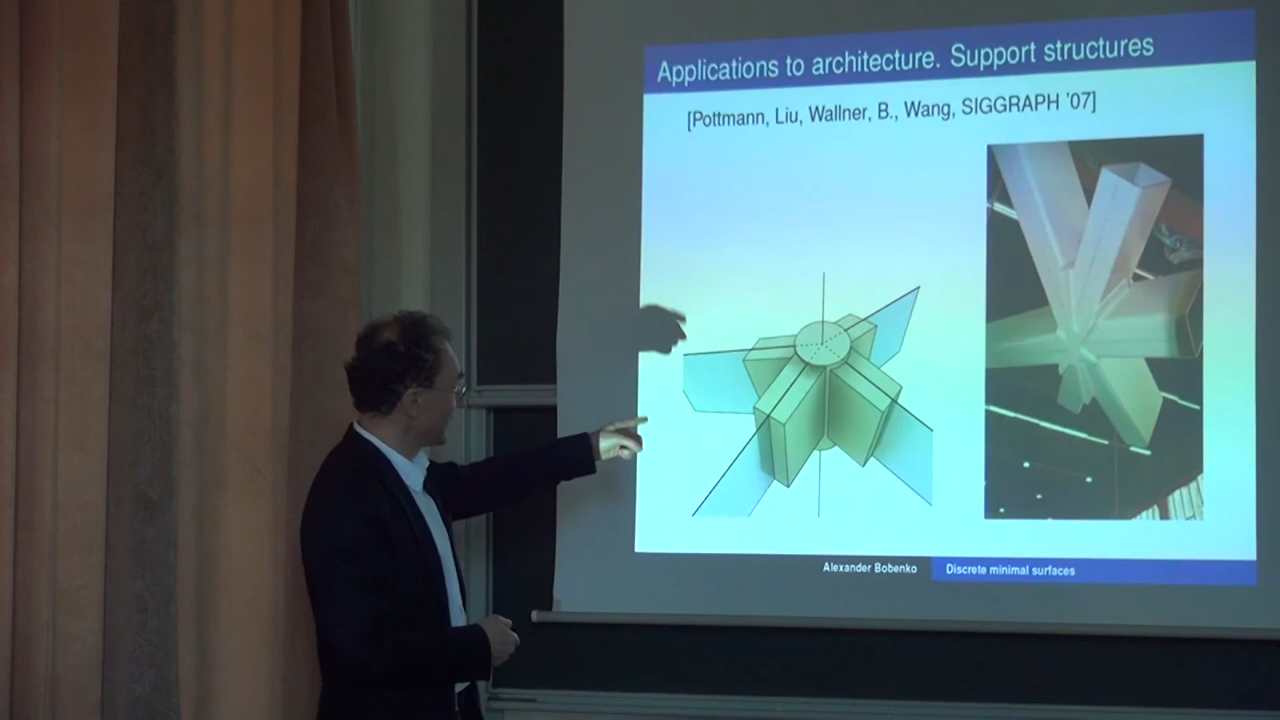 Applications to architecture. Support structures
[Pottmann, Liu, Wallner, B., Wang, SIGGRAPH '07]
Alexander Bobenko
Discrete minimal surfaces